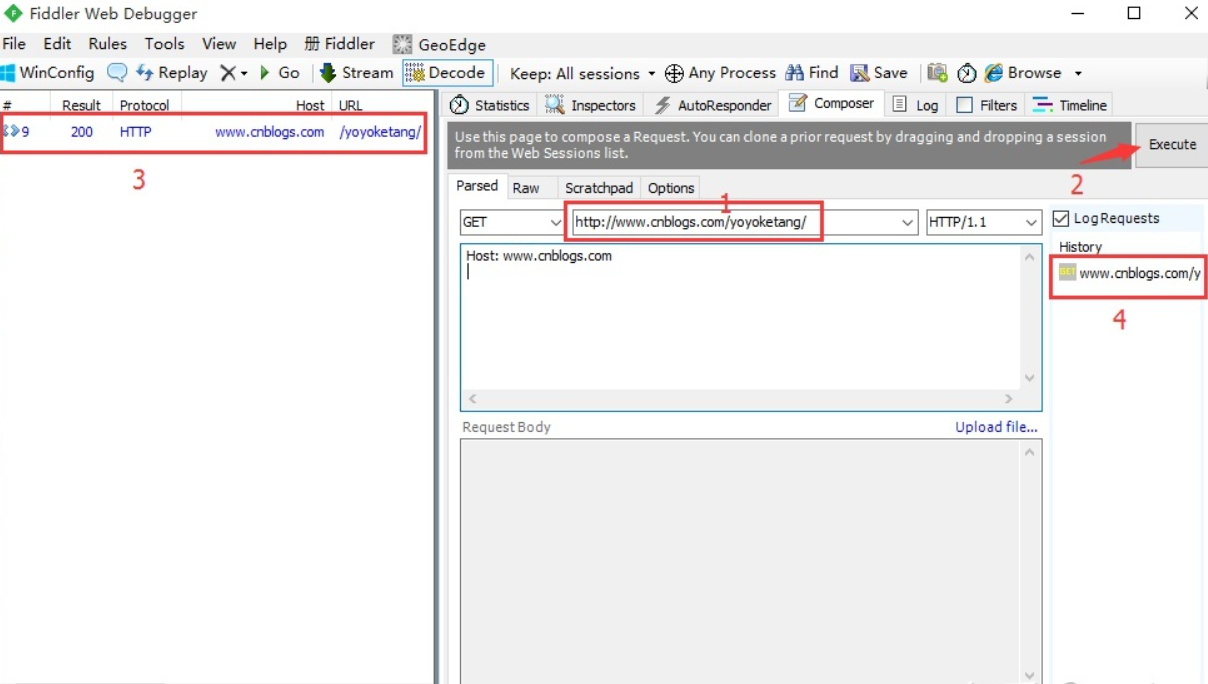 Fiddler Web Debugger
File Edit Rules Tools View Help 册 Fiddler GeoEdge
WinConfig Replay Go Stream Decode Keep: All sessions Any Process Find Save Browse
# Result Protocol Host URL
9 200 HTTP www.cnblogs.com /yoyoketang/
3
Statistics Inspectors AutoResponder Composer Log Filters Timeline
Use this page to compose a Request. You can clone a prior request by dragging and dropping a session
from the Web Sessions list.
Execute
2
Parsed Raw Scratchpad Options
1
GET http://www.cnblogs.com/yoyoketang/ HTTP/1.1
Log Requests
Host: www.cnblogs.com
History
GET www.cnblogs.com/y
4
Request Body Upload file...